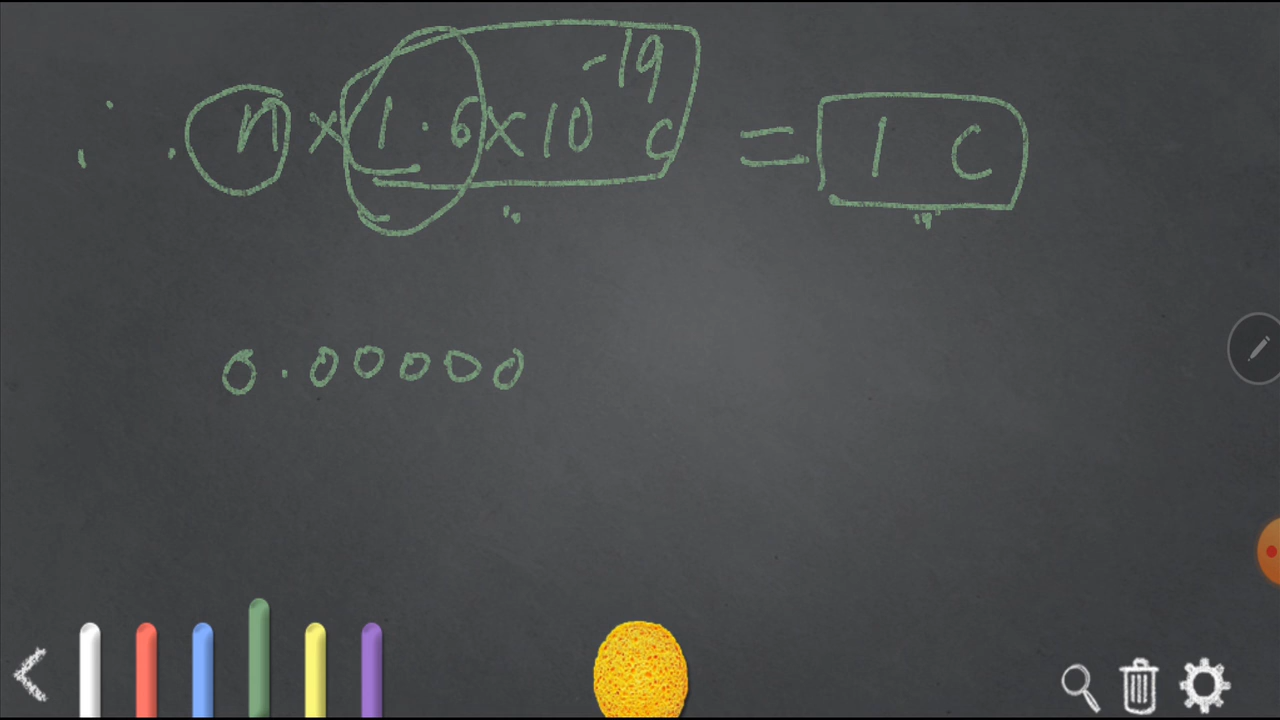 ∴ n × 1.6 × 10⁻¹⁹ C = 1 C
0.00000